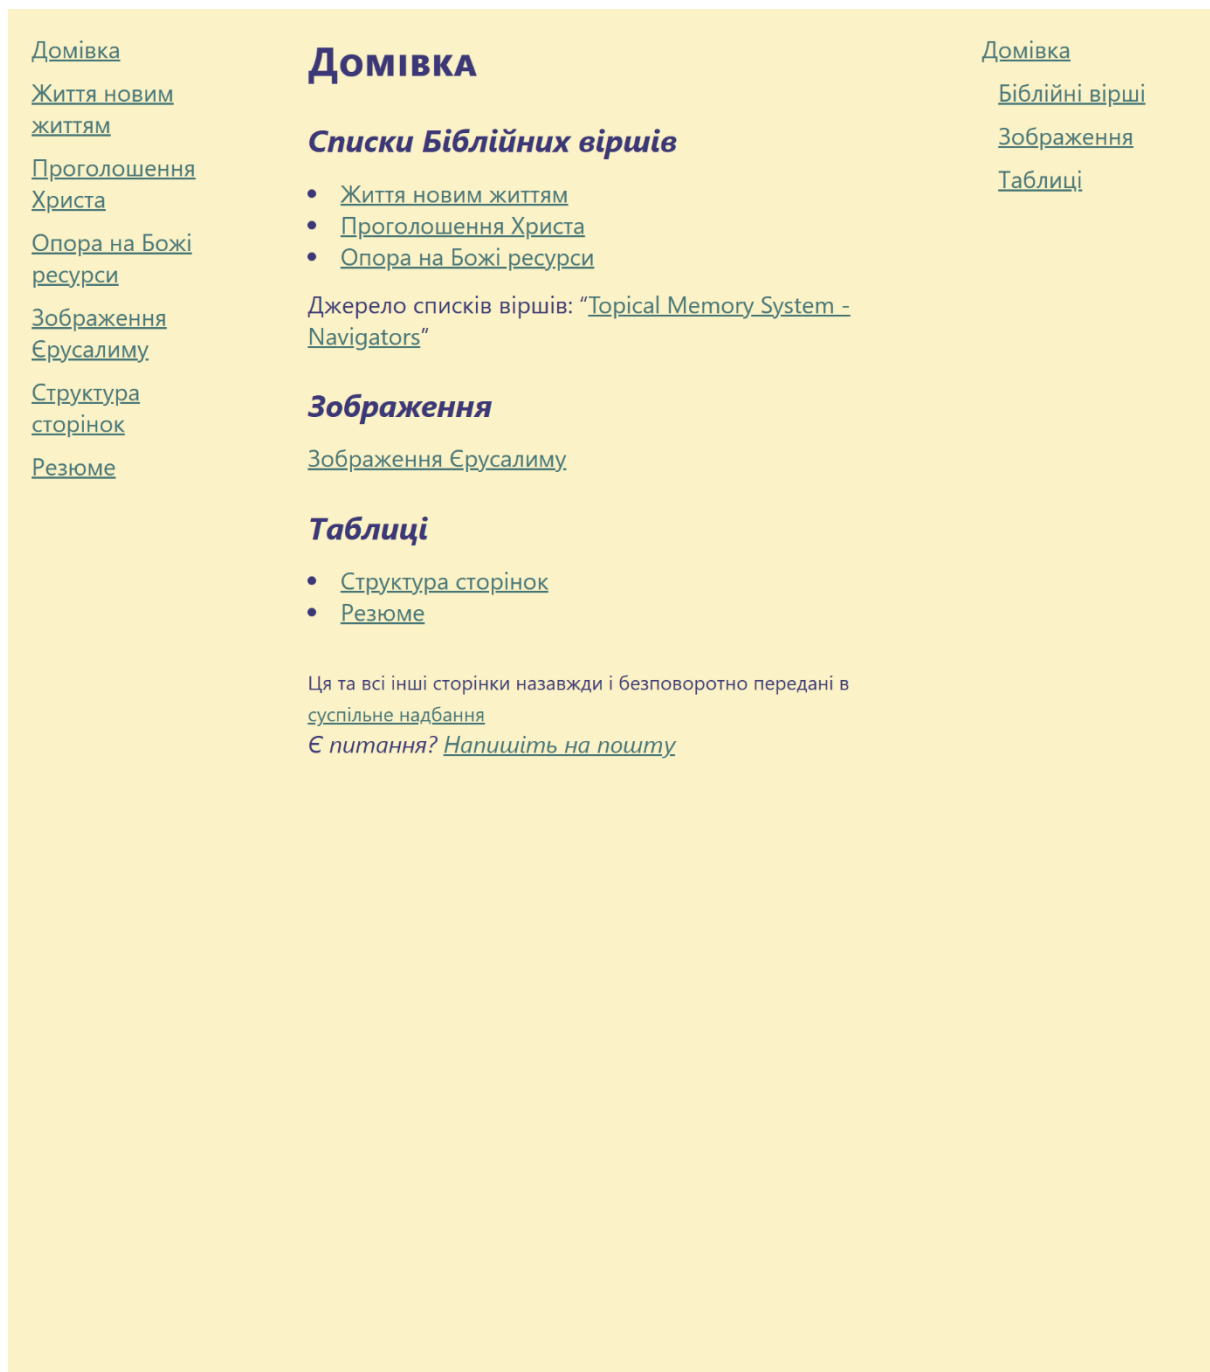 Домівка
Життя новим
життям
Проголошення
Христа
Опора на Божі
ресурси
Зображення
Єрусалиму
Структура
сторінок
Резюме
Домівка
Списки Біблійних віршів
• Життя новим життям
• Проголошення Христа
• Опора на Божі ресурси
Джерело списків віршів: “Topical Memory System -
Navigators”
Зображення
Зображення Єрусалиму
Таблиці
• Структура сторінок
• Резюме
Ця та всі інші сторінки назавжди і безповоротно передані в
суспільне надбання
Є питання? Напишіть на пошту
Домівка
Біблійні вірші
Зображення
Таблиці